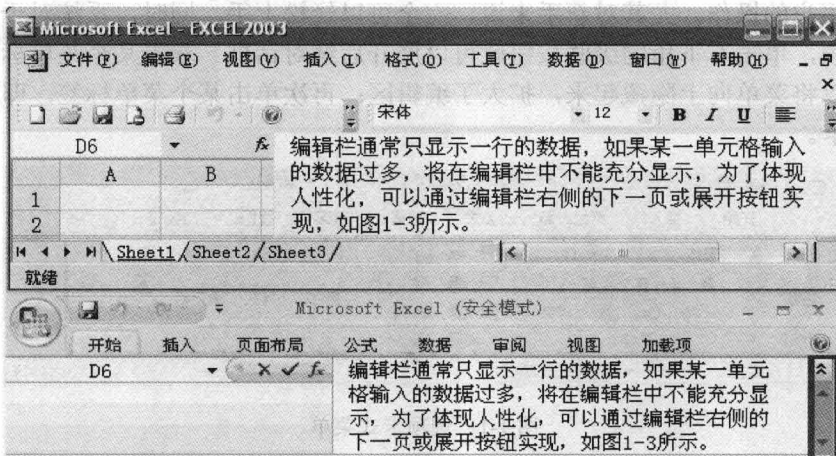 Microsoft Excel - EXCEL2003
文件(F) 编辑(E) 视图(V) 插入(I) 格式(O) 工具(T) 数据(D) 窗口(W) 帮助(H)
宋体 12 B I U
D6 fx 编辑栏通常只显示一行的数据，如果某一单元格输入
A B 的数据过多，将在编辑栏中不能充分显示，为了体现
1 人性化，可以通过编辑栏右侧的下一页或展开按钮实
2 现，如图1-3所示。
Sheet1 Sheet2 Sheet3
就绪
Microsoft Excel (安全模式)
开始 插入 页面布局 公式 数据 审阅 视图 加载项
D6 fx 编辑栏通常只显示一行的数据，如果某一单元
格输入的数据过多，将在编辑栏中不能充分显
示，为了体现人性化，可以通过编辑栏右侧的
下一页或展开按钮实现，如图1-3所示。